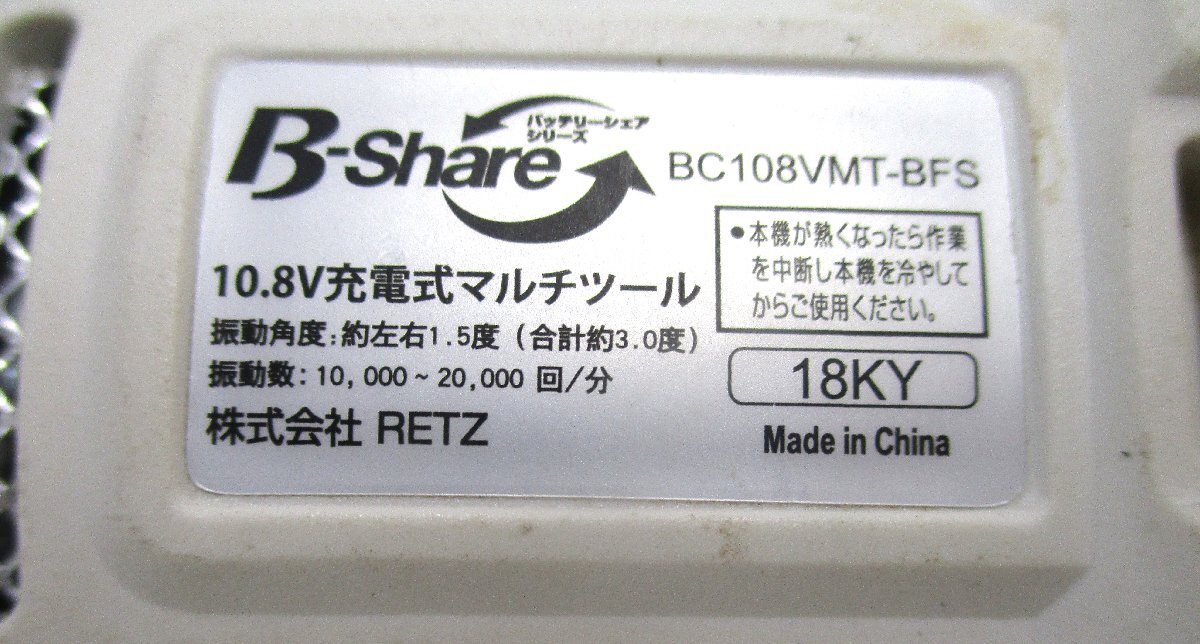 B-Share
バッテリーシェア
シリーズ
BC108VMT-BFS
●本機が熱くなったら作業
を中断し本機を冷やして
からご使用ください。
10.8V充電式マルチツール
振動角度:約左右1.5度(合計約3.0度)
振動数:10,000~20,000 回/分
株式会社 RETZ
18KY
Made in China